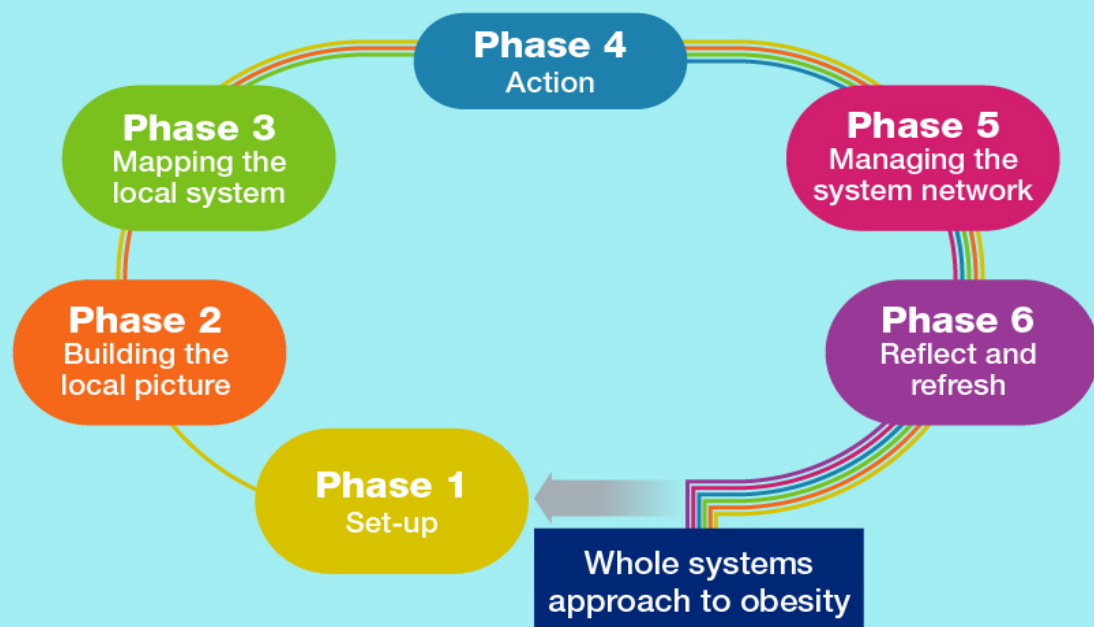 Phase 1
Set-up
Phase 2
Building the
local picture
Phase 3
Mapping the
local system
Phase 4
Action
Phase 5
Managing the
system network
Phase 6
Reflect and
refresh
Whole systems
approach to obesity